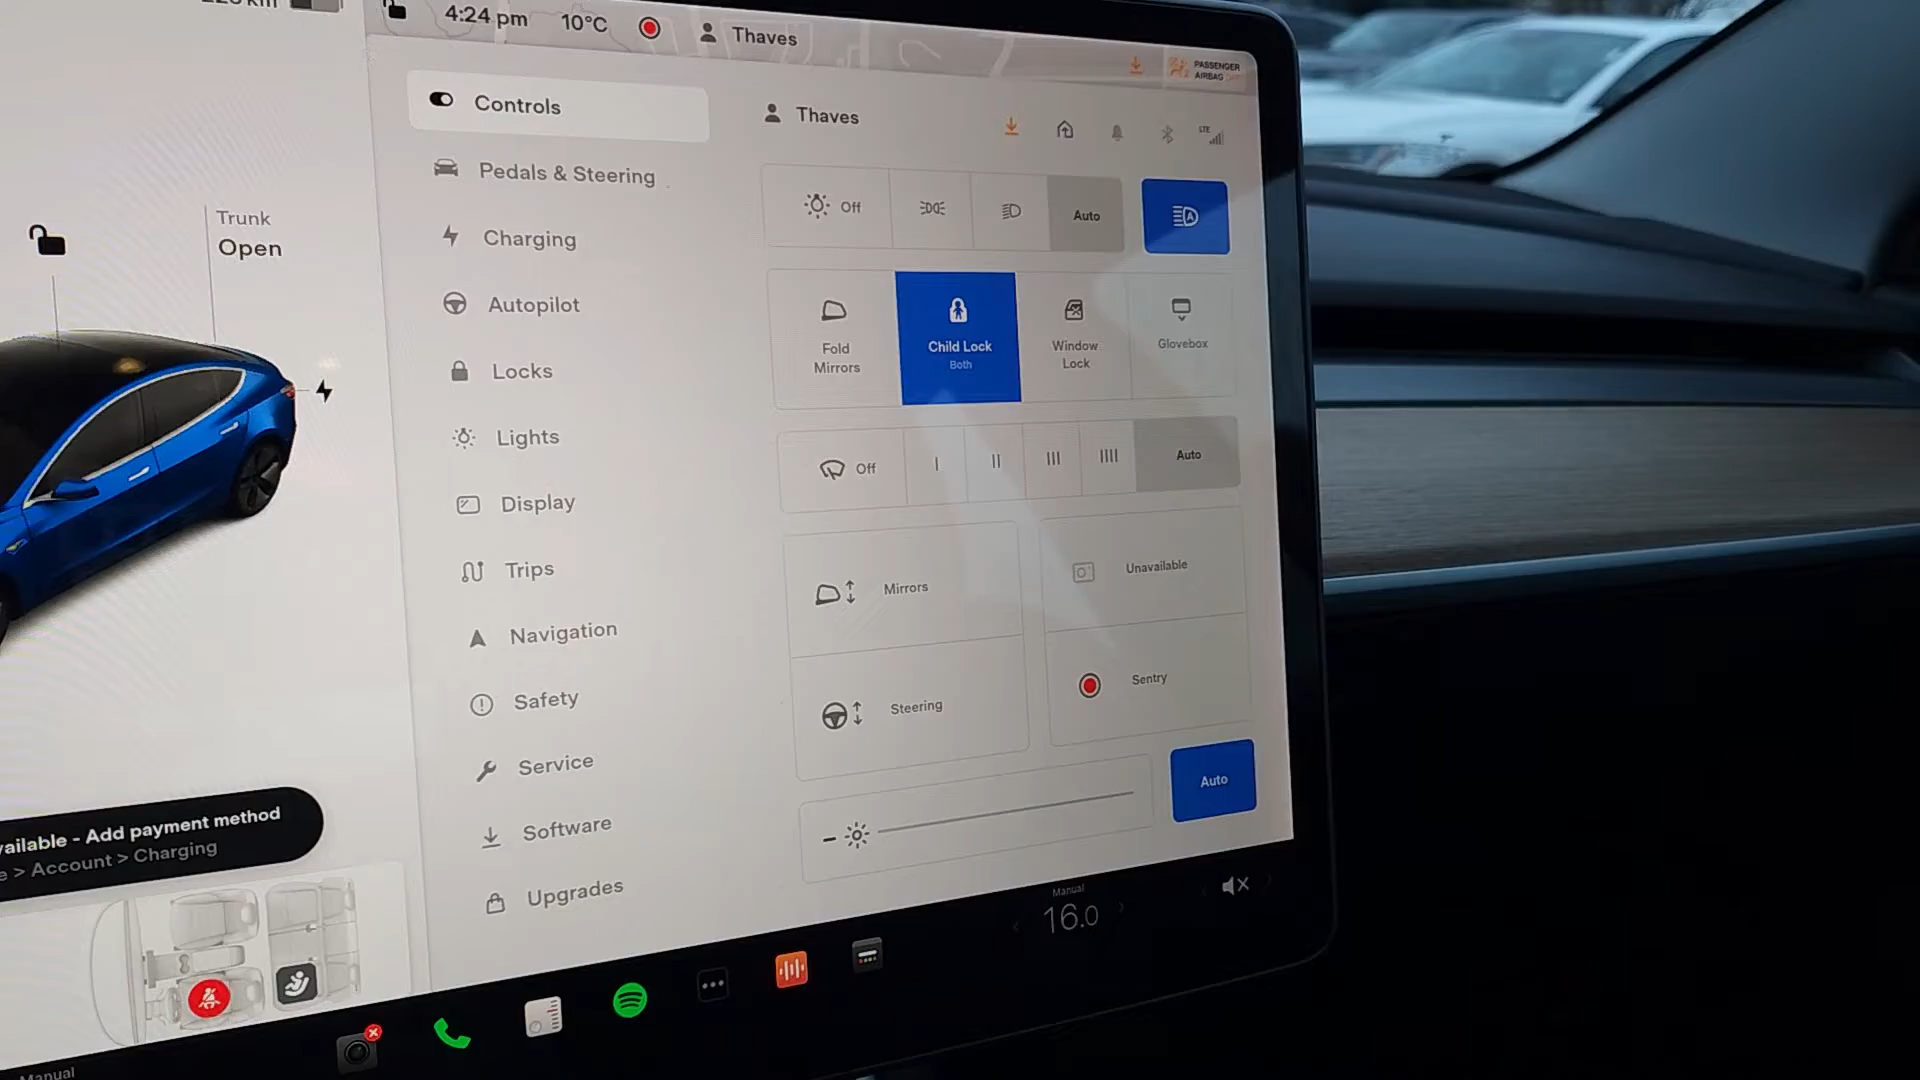 4:24 pm 10°C Thaves
PASSENGER
AIRBAG OFF
Controls
Thaves
LTE
Pedals & Steering
Off
Auto
Trunk
Open
Charging
Autopilot
Fold
Mirrors
Child Lock
Both
Window
Lock
Glovebox
Locks
Lights
Off
I
II
III
IIII
Auto
Display
Trips
Mirrors
Unavailable
Navigation
Safety
Steering
Sentry
Service
Auto
Software
Add payment method
> Account > Charging
Upgrades
Manual
16.0
Manual